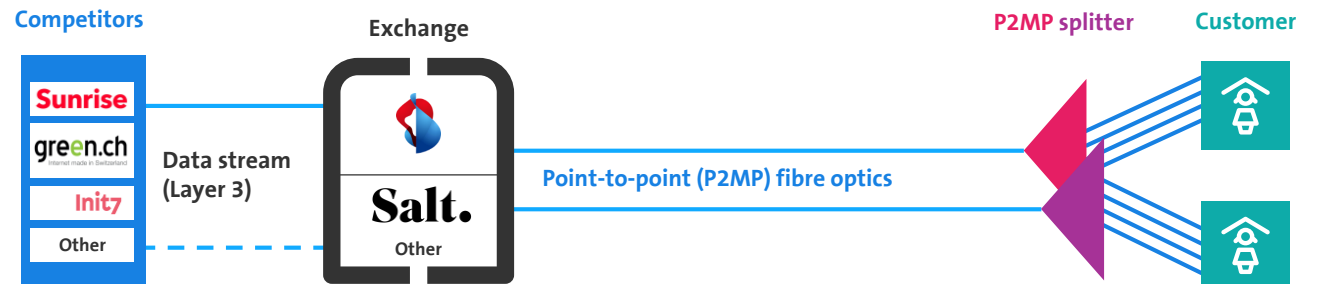 Competitors
Exchange
P2MP splitter
Customer
Sunrise
green.ch
Internet made in Switzerland
Init7
Other
Data stream
(Layer 3)
Salt.
Other
Point-to-point (P2MP) fibre optics